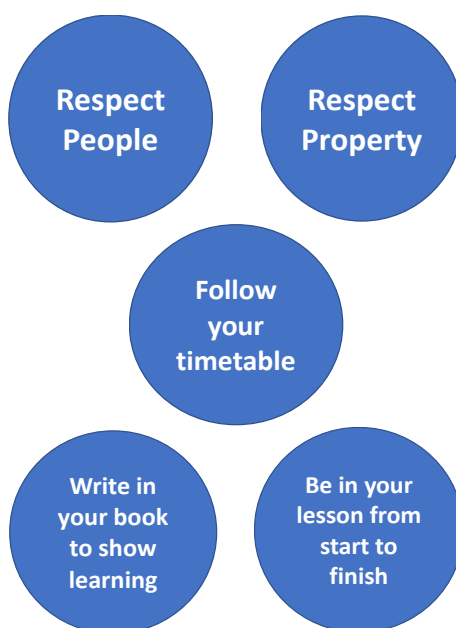 Respect
People
Respect
Property
Follow
your
timetable
Write in
your book
to show
learning
Be in your
lesson from
start to
finish